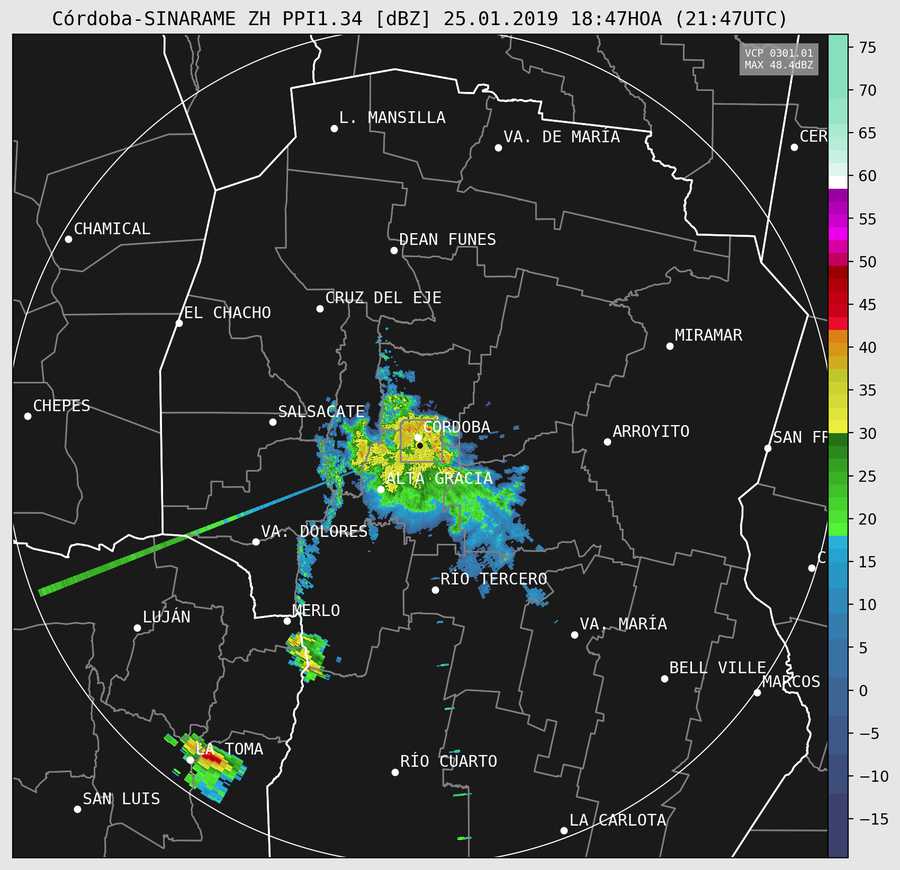 Córdoba-SINARAME ZH PPI1.34 [dBZ] 25.01.2019 18:47HOA (21:47UTC)
VCP 0301.01
MAX 48.4dBZ
75
70
65
60
55
50
45
40
35
30
25
20
15
10
5
0
−5
−10
−15
L. MANSILLA
VA. DE MARÍA
CER
CHAMICAL
DEAN FUNES
CRUZ DEL EJE
EL CHACHO
MIRAMAR
CHEPES
SALSACATE
CÓRDOBA
ARROYITO
SAN FR
ALTA GRACIA
VA. DOLORES
C
RÍO TERCERO
MERLO
LUJÁN
VA. MARÍA
BELL VILLE
MARCOS
LA TOMA
RÍO CUARTO
SAN LUIS
LA CARLOTA